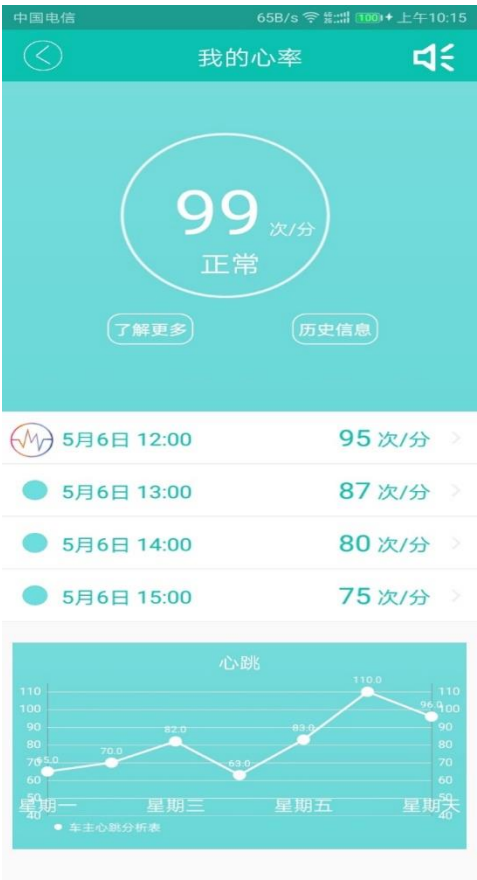 中国电信 65B/s 100 上午10:15
我的心率
99 次/分
正常
了解更多 历史信息
5月6日 12:00 95 次/分
5月6日 13:00 87 次/分
5月6日 14:00 80 次/分
5月6日 15:00 75 次/分
心跳
110.0
110 110
100 96.0 100
90 82.0 83.0 90
80 80
70 65.0 70.0 63.0 70
60 60
50 50
星期一 星期三 星期五 星期天
40 40
车主心跳分析表